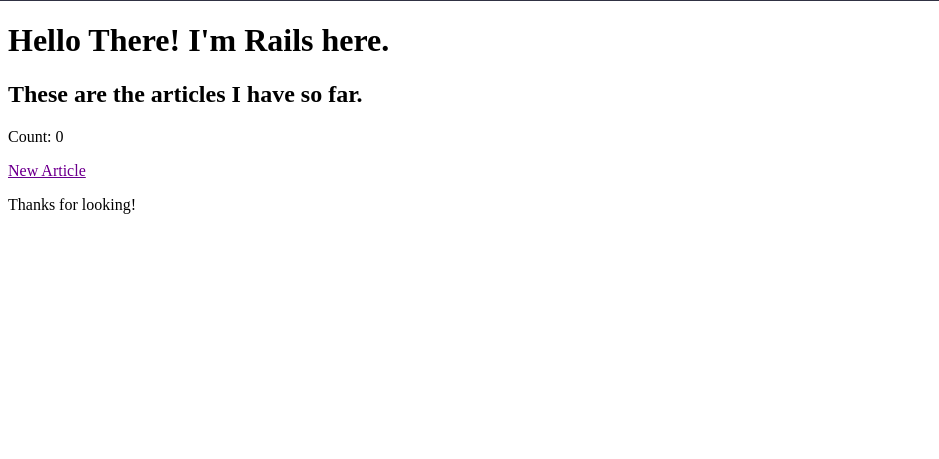 Hello There! I'm Rails here.
These are the articles I have so far.
Count: 0
New Article
Thanks for looking!